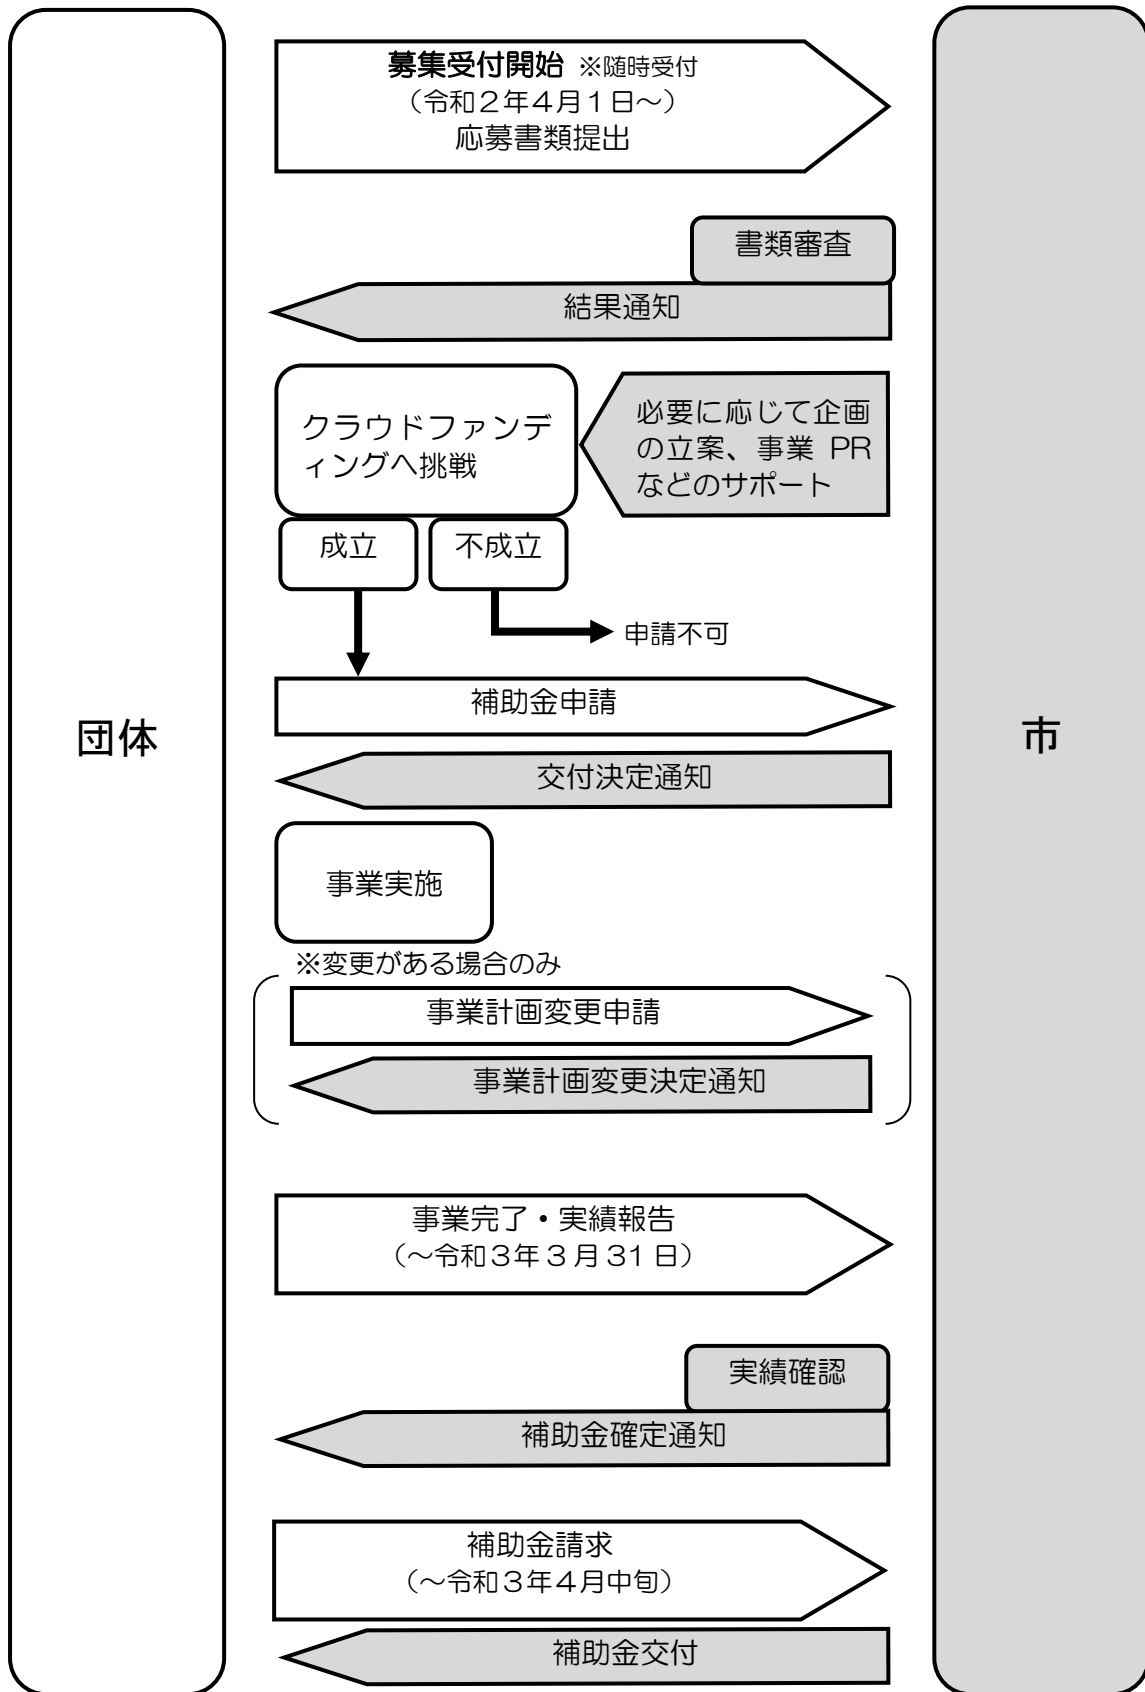 募集受付開始 ※随時受付
（令和２年４月１日～）
応募書類提出
書類審査
結果通知
クラウドファンデ
ィングへ挑戦
必要に応じて企画
の立案、事業 PR
などのサポート
成立
不成立
申請不可
補助金申請
団体
市
交付決定通知
事業実施
※変更がある場合のみ
事業計画変更申請
事業計画変更決定通知
事業完了・実績報告
（～令和３年３月31日）
実績確認
補助金確定通知
補助金請求
（～令和３年４月中旬）
補助金交付